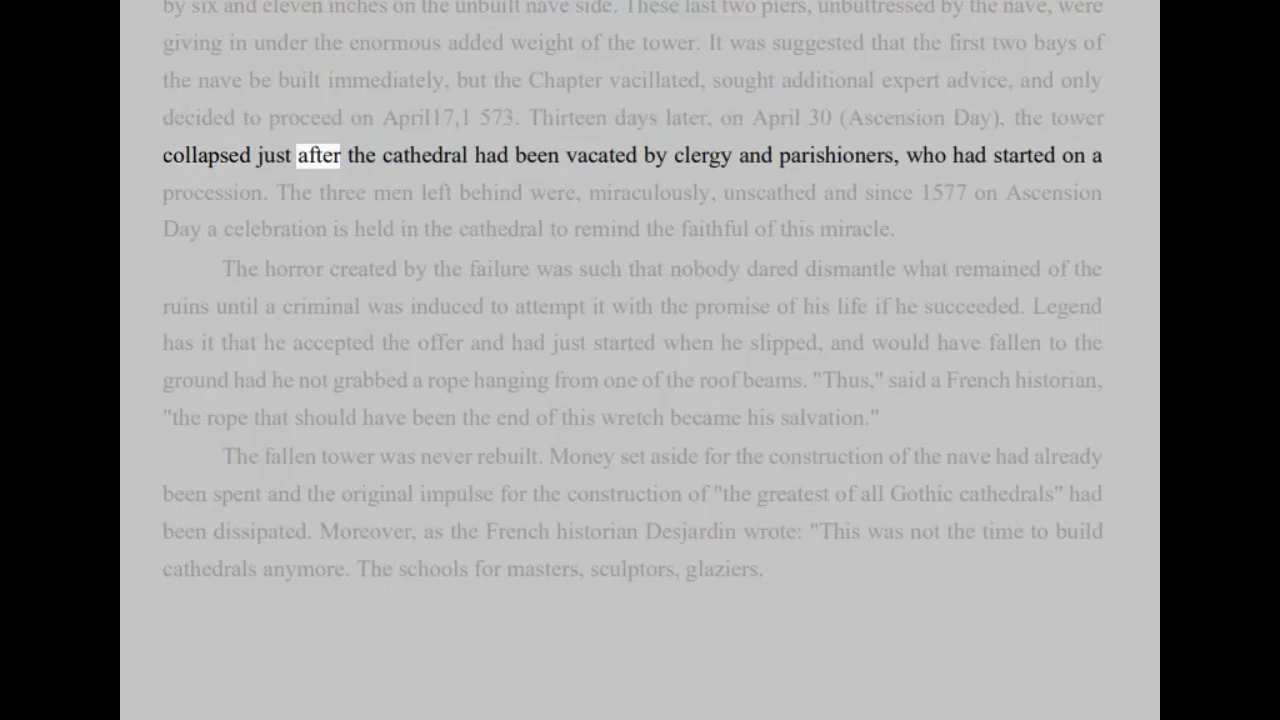 by six and eleven inches on the unbuilt nave side. These last two piers, unbuttressed by the nave, were
giving in under the enormous added weight of the tower. It was suggested that the first two bays of
the nave be built immediately, but the Chapter vacillated, sought additional expert advice, and only
decided to proceed on April17,1 573. Thirteen days later, on April 30 (Ascension Day), the tower
collapsed just after the cathedral had been vacated by clergy and parishioners, who had started on a
procession. The three men left behind were, miraculously, unscathed and since 1577 on Ascension
Day a celebration is held in the cathedral to remind the faithful of this miracle.
The horror created by the failure was such that nobody dared dismantle what remained of the
ruins until a criminal was induced to attempt it with the promise of his life if he succeeded. Legend
has it that he accepted the offer and had just started when he slipped, and would have fallen to the
ground had he not grabbed a rope hanging from one of the roof beams. "Thus," said a French historian,
"the rope that should have been the end of this wretch became his salvation."
The fallen tower was never rebuilt. Money set aside for the construction of the nave had already
been spent and the original impulse for the construction of "the greatest of all Gothic cathedrals" had
been dissipated. Moreover, as the French historian Desjardin wrote: "This was not the time to build
cathedrals anymore. The schools for masters, sculptors, glaziers.